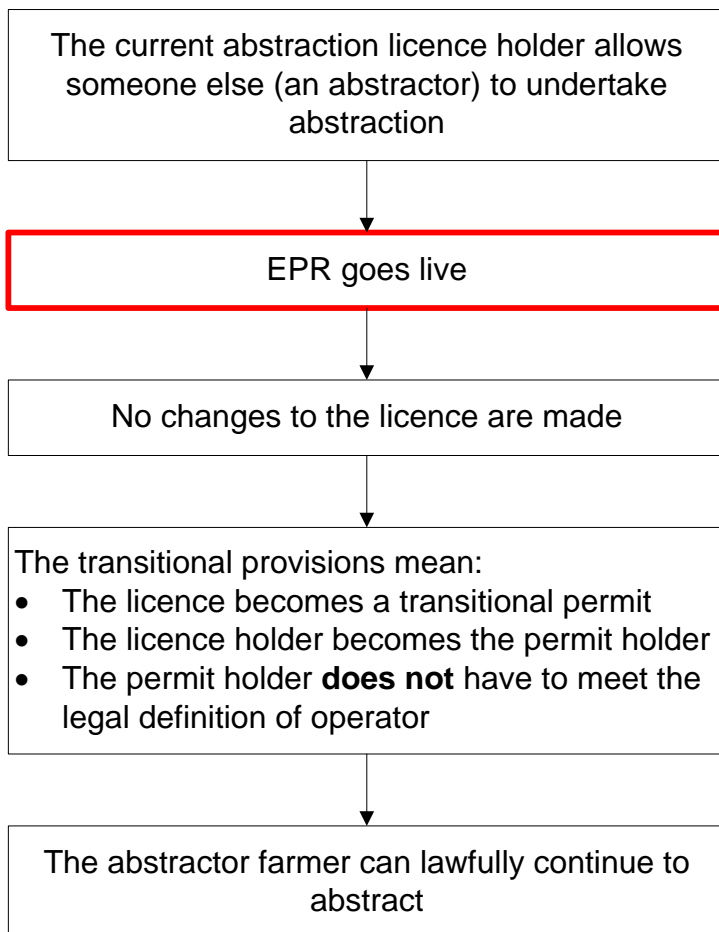 The current abstraction licence holder allows
someone else (an abstractor) to undertake
abstraction
EPR goes live
No changes to the licence are made
The transitional provisions mean:
• The licence becomes a transitional permit
• The licence holder becomes the permit holder
• The permit holder does not have to meet the
legal definition of operator
The abstractor farmer can lawfully continue to
abstract